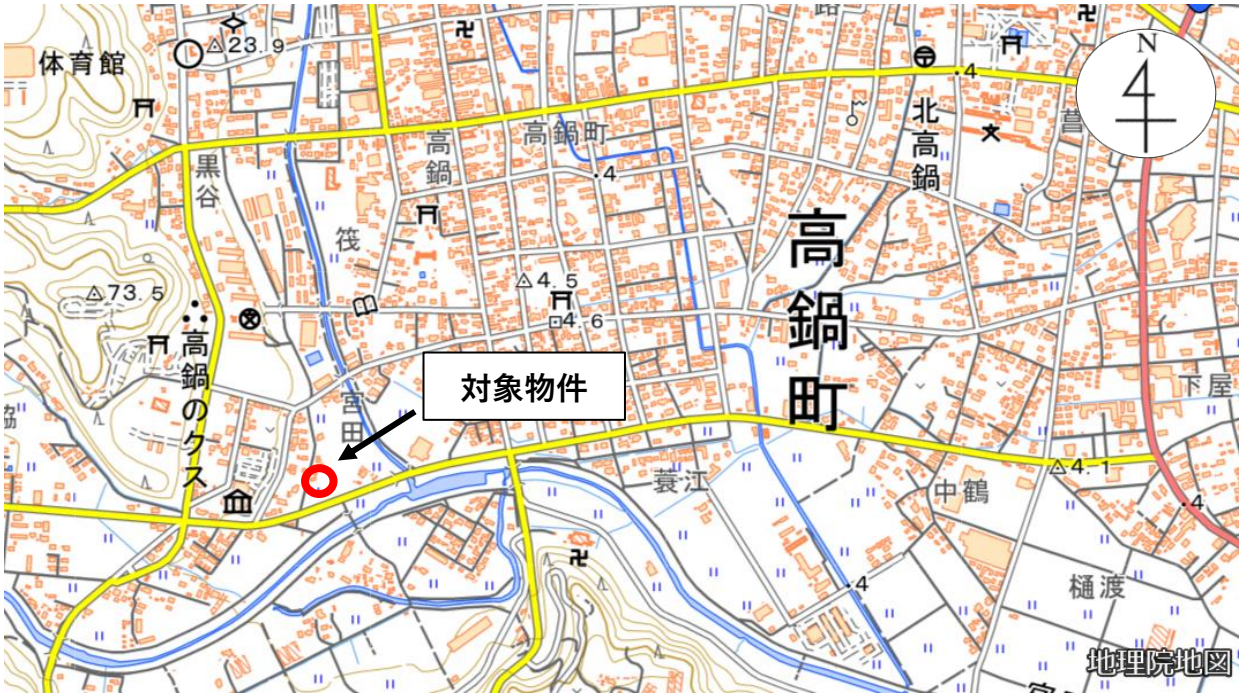 体育館
23.9
黒谷
高鍋
高鍋町
4
4
北高鍋
N
筏
73.5
4.5
4.6
高鍋町
高鍋のクス
対象物件
宮田
下屋
蓑江
4.1
中鶴
4
4
樋渡
地理院地図